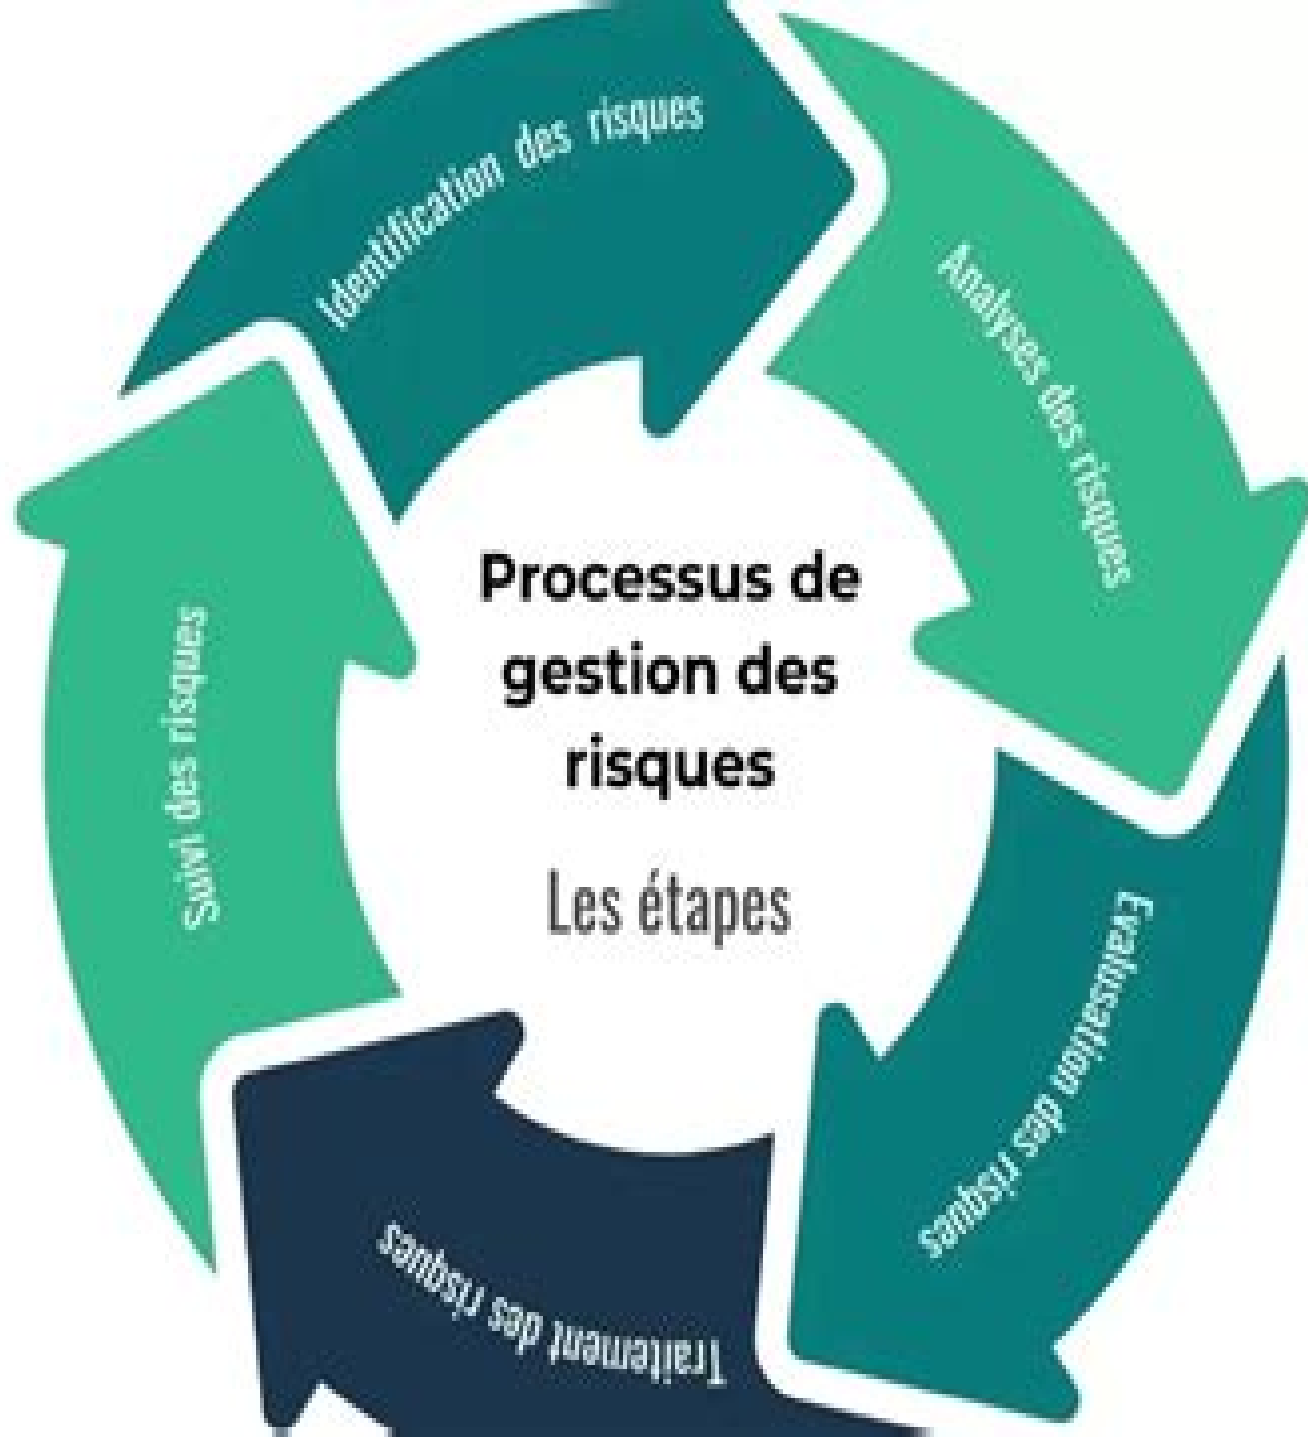 Identification des risques
Analyses des risques
Evalusation des risques
Traitement des risques
Suivi des risques
Processus de
gestion des
risques
Les étapes